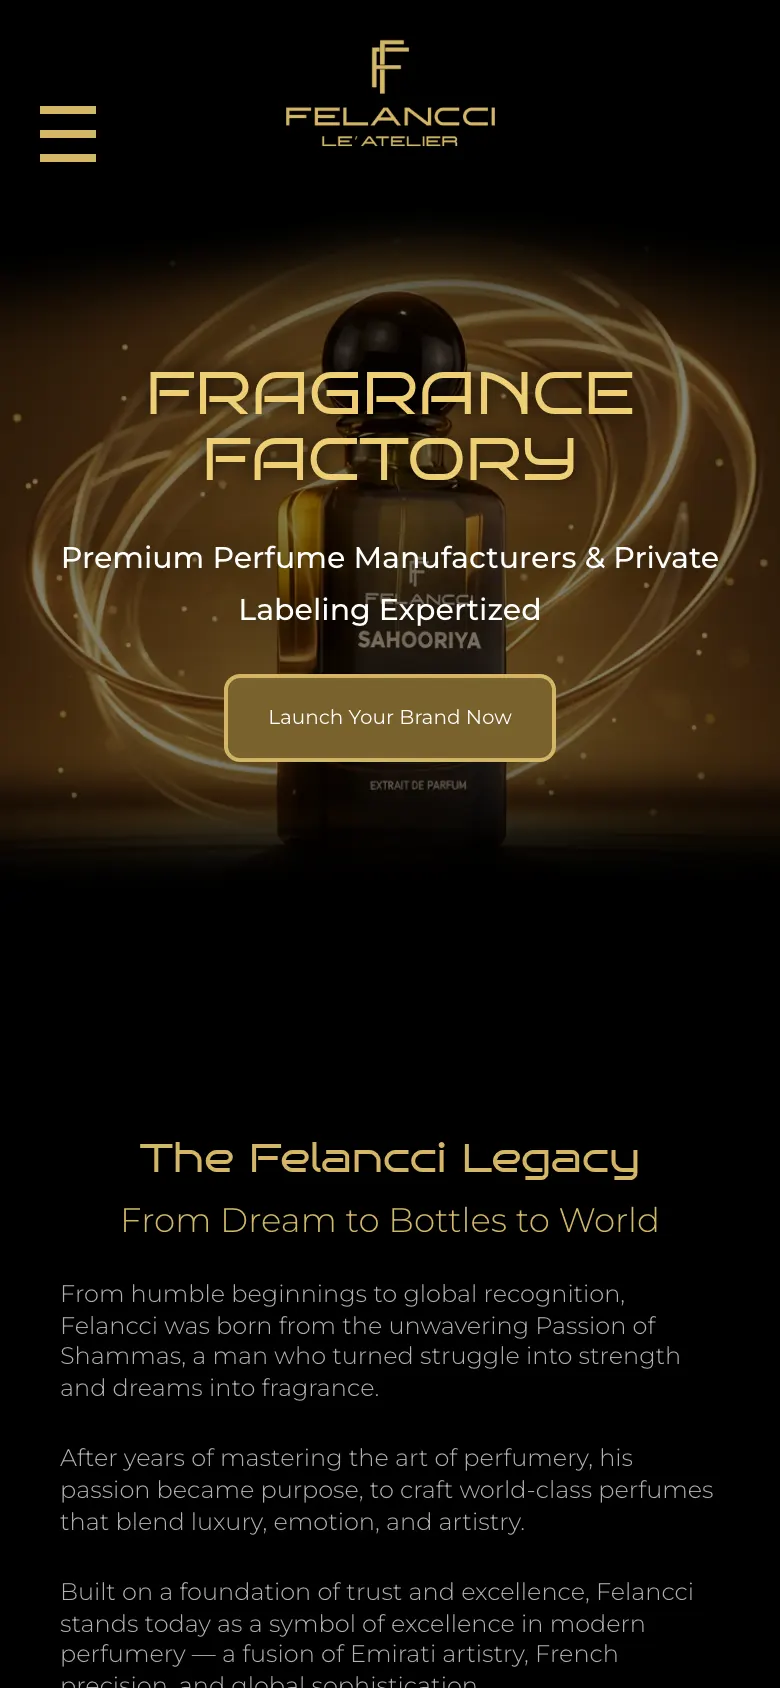 FELANCCI
LE'ATELIER
FRAGRANCE
FACTORY
Premium Perfume Manufacturers & Private
Labeling Expertized
FELANCCI
SAHOORIYA
Launch Your Brand Now
EXTRAIT DE PARFUM
The Felancci Legacy
From Dream to Bottles to World
From humble beginnings to global recognition,
Felancci was born from the unwavering Passion of
Shammas, a man who turned struggle into strength
and dreams into fragrance.
After years of mastering the art of perfumery, his
passion became purpose, to craft world-class perfumes
that blend luxury, emotion, and artistry.
Built on a foundation of trust and excellence, Felancci
stands today as a symbol of excellence in modern
perfumery — a fusion of Emirati artistry, French
precision, and global sophistication.